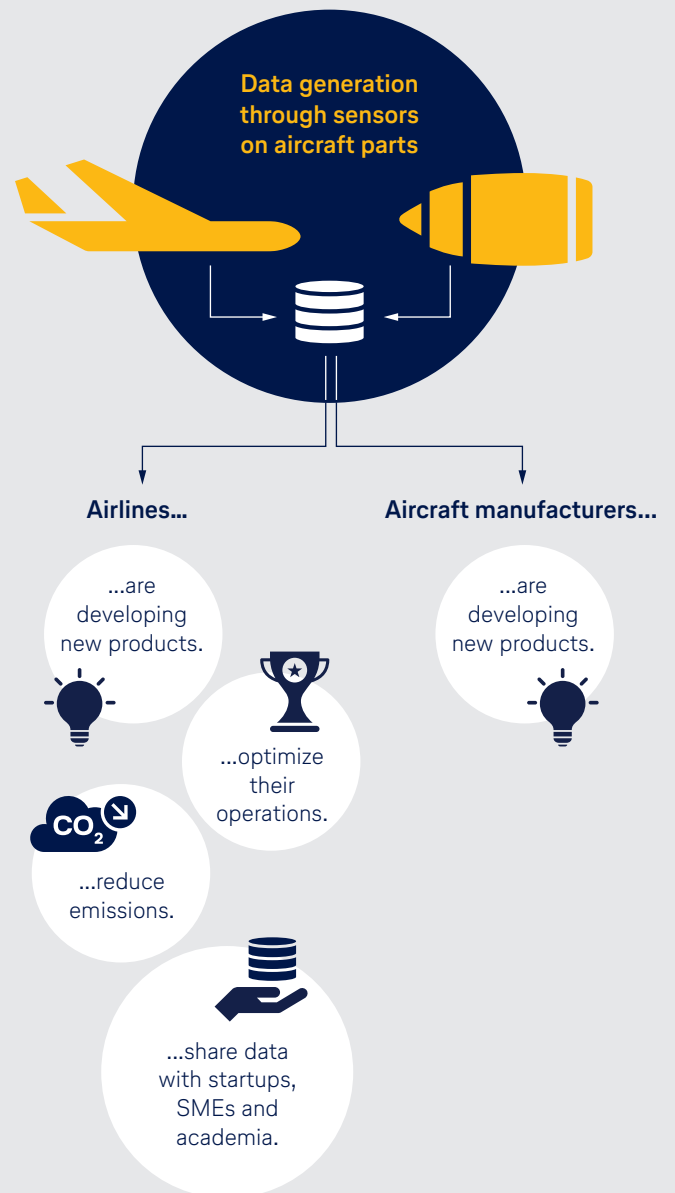 Data generation
through sensors
on aircraft parts
Airlines...
Aircraft manufacturers...
...are
developing
new products.
...are
developing
new products.
...optimize
their
operations.
CO2
...reduce
emissions.
...share data
with startups,
SMEs and
academia.